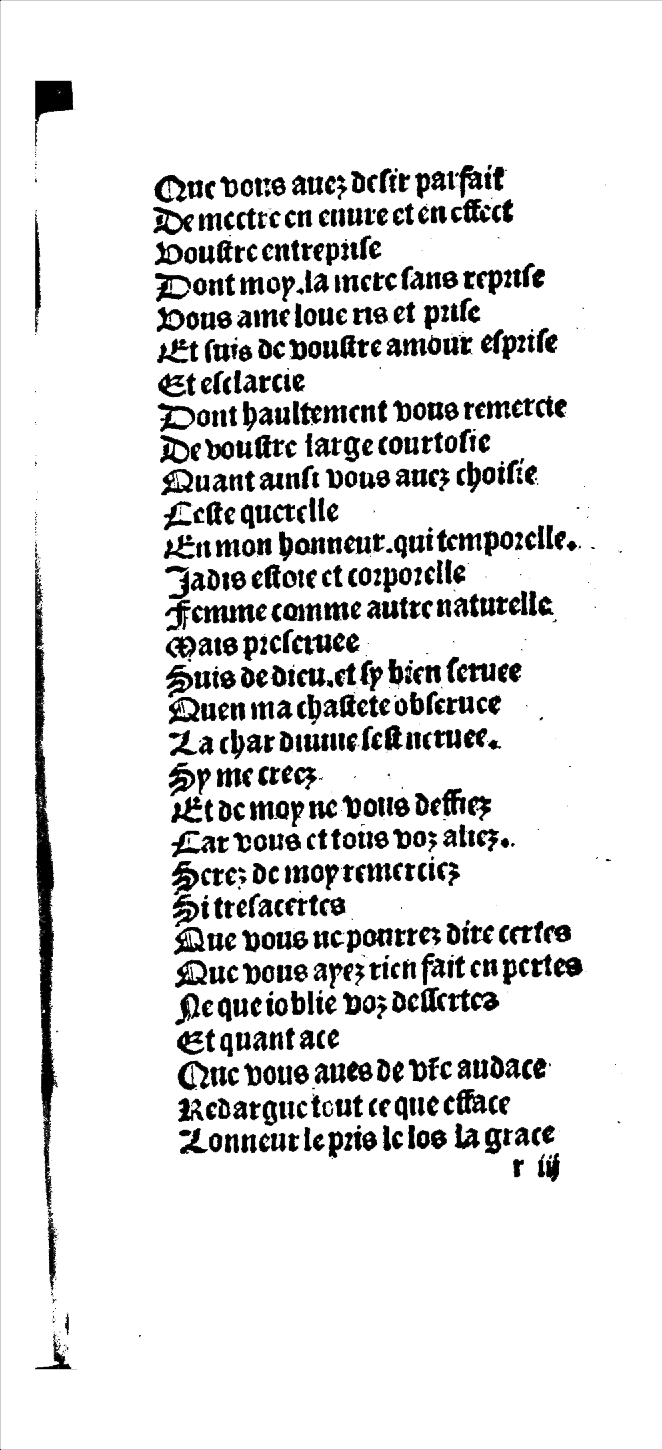 Que vous auez desir parfait
De mectre en euure et en effect
Voustre entreprise
Dont moy.la mere sans reprise
Vous ame loue ris et prise
Et suis de voustre amour esprise
Et esclarcie
Dont haultement vous remercie
De voustre large courtosie
Quant ainsi vous auez choisie
Ceste querelle
En mon honneur.qui temporelle.
Jadis estoie et corporelle
Femme comme autre naturelle
Mais preseruee
Suis de dieu.et sy bien seruee
Quen ma chastete obseruee
La char diuine sest neruee.
Sy me creez
Et de moy ne vous deffiez
Car vous et tous voz aliez.
Serez de moy remerciez
Si tresacertes
Que vous ne pourrez dire certes
Que vous ayez rien fait en pertes
Ne que ioblie voz dessertes
Et quant ace
Que vous aues de vr̄e audace
Redargue tout ce que efface
Lonneur le pris le los la grace
r iij